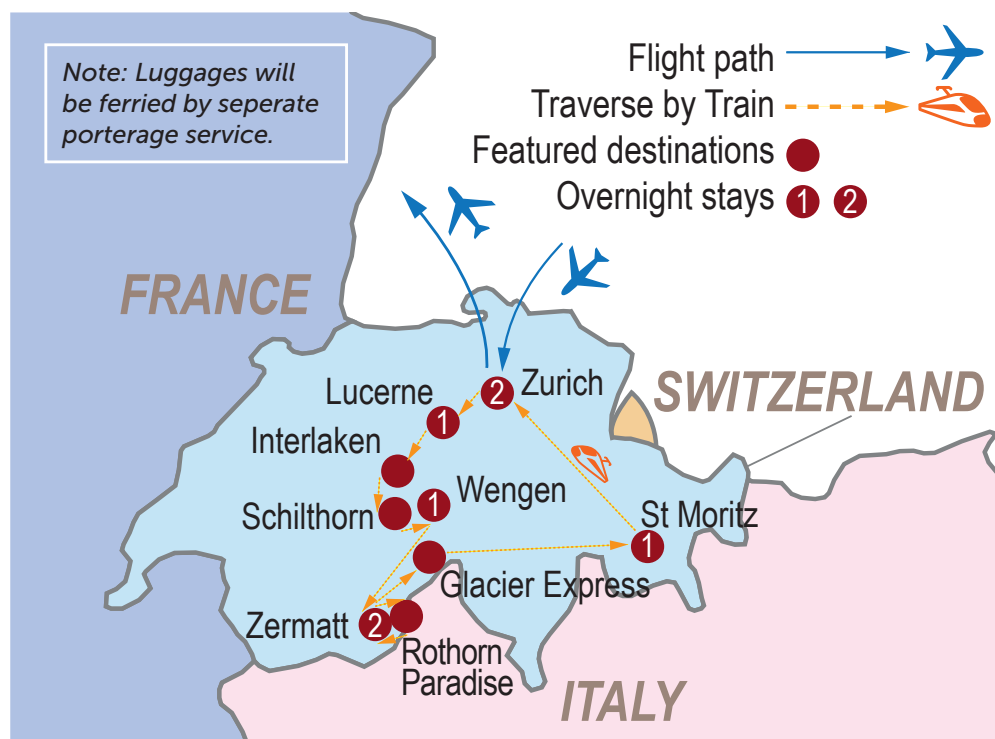 Note: Luggages will
be ferried by seperate
porterage service.
Flight path
Traverse by Train
Featured destinations
Overnight stays 1 2
FRANCE
SWITZERLAND
Zurich
2
Lucerne
1
Interlaken
Schilthorn
Wengen
1
St Moritz
1
Glacier Express
Zermatt
2
Rothorn
Paradise
ITALY